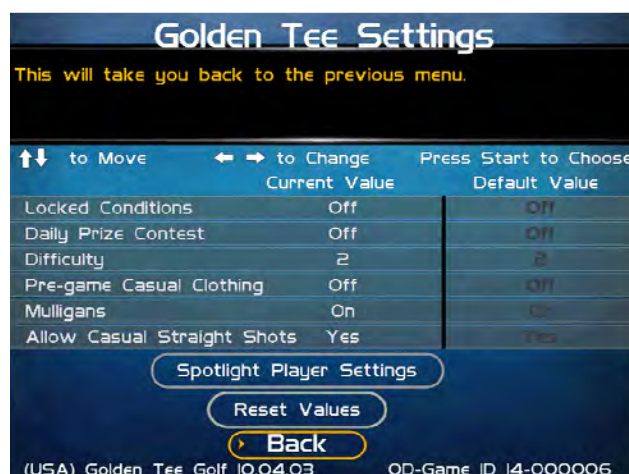 Golden Tee Settings
This will take you back to the previous menu.
to Move to Change Press Start to Choose
Current Value Default Value
Locked Conditions Off Off
Daily Prize Contest Off Off
Difficulty 2 2
Pre-game Casual Clothing Off Off
Mulligans On On
Allow Casual Straight Shots Yes Yes
Spotlight Player Settings
Reset Values
Back
(USA) Golden Tee Golf 10.04.03 OD-Game ID 14-000006